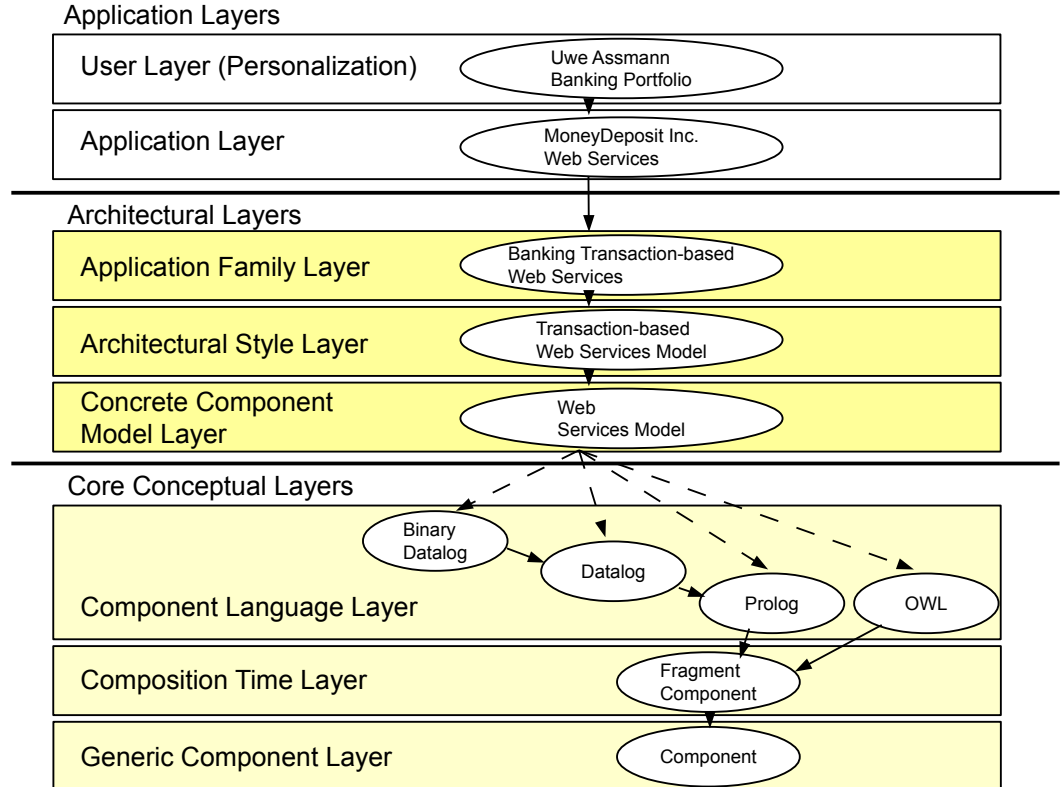 Application Layers
User Layer (Personalization)
Uwe Assmann
Banking Portfolio
Application Layer
MoneyDeposit Inc.
Web Services
Architectural Layers
Application Family Layer
Banking Transaction-based
Web Services
Architectural Style Layer
Transaction-based
Web Services Model
Concrete Component
Model Layer
Web
Services Model
Core Conceptual Layers
Binary
Datalog
Datalog
Component Language Layer
Prolog
OWL
Composition Time Layer
Fragment
Component
Generic Component Layer
Component